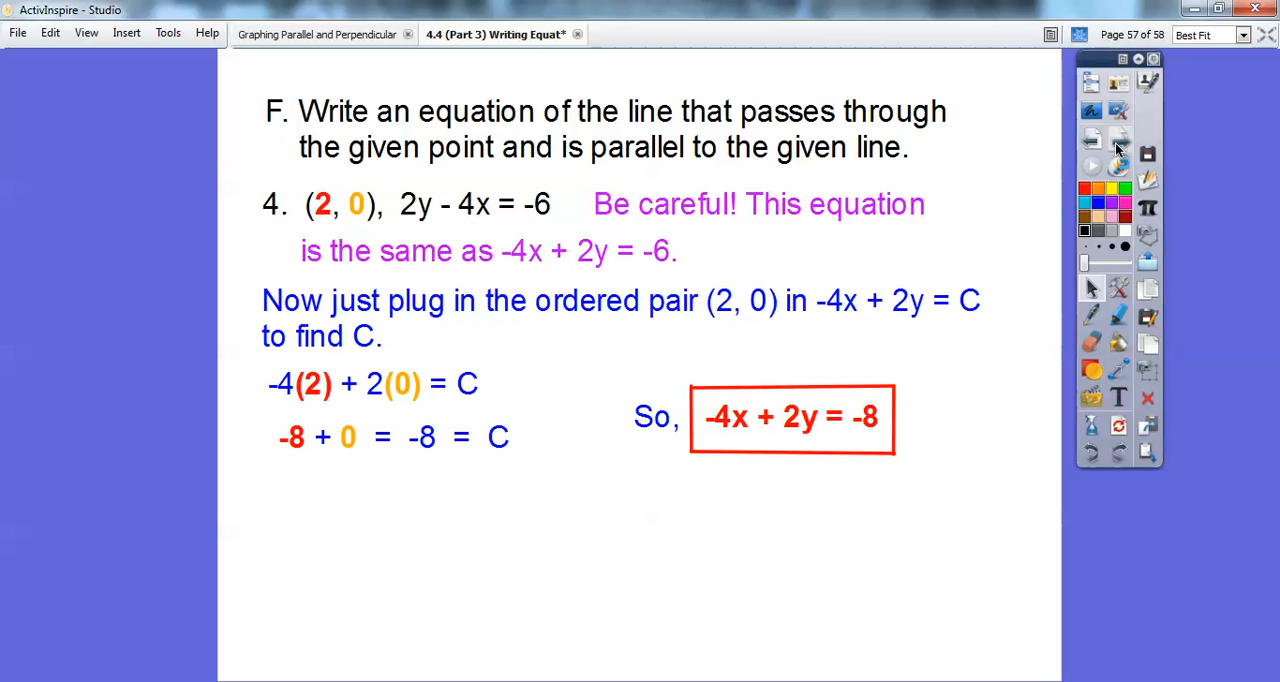 ActivInspire - Studio
File Edit View Insert Tools Help
Graphing Parallel and Perpendicular
4.4 (Part 3) Writing Equat*
Page 57 of 58
Best Fit
F. Write an equation of the line that passes through
the given point and is parallel to the given line.
4. (2, 0), 2y - 4x = -6 Be careful! This equation
is the same as -4x + 2y = -6.
Now just plug in the ordered pair (2, 0) in -4x + 2y = C
to find C.
-4(2) + 2(0) = C
-8 + 0 = -8 = C
So, -4x + 2y = -8